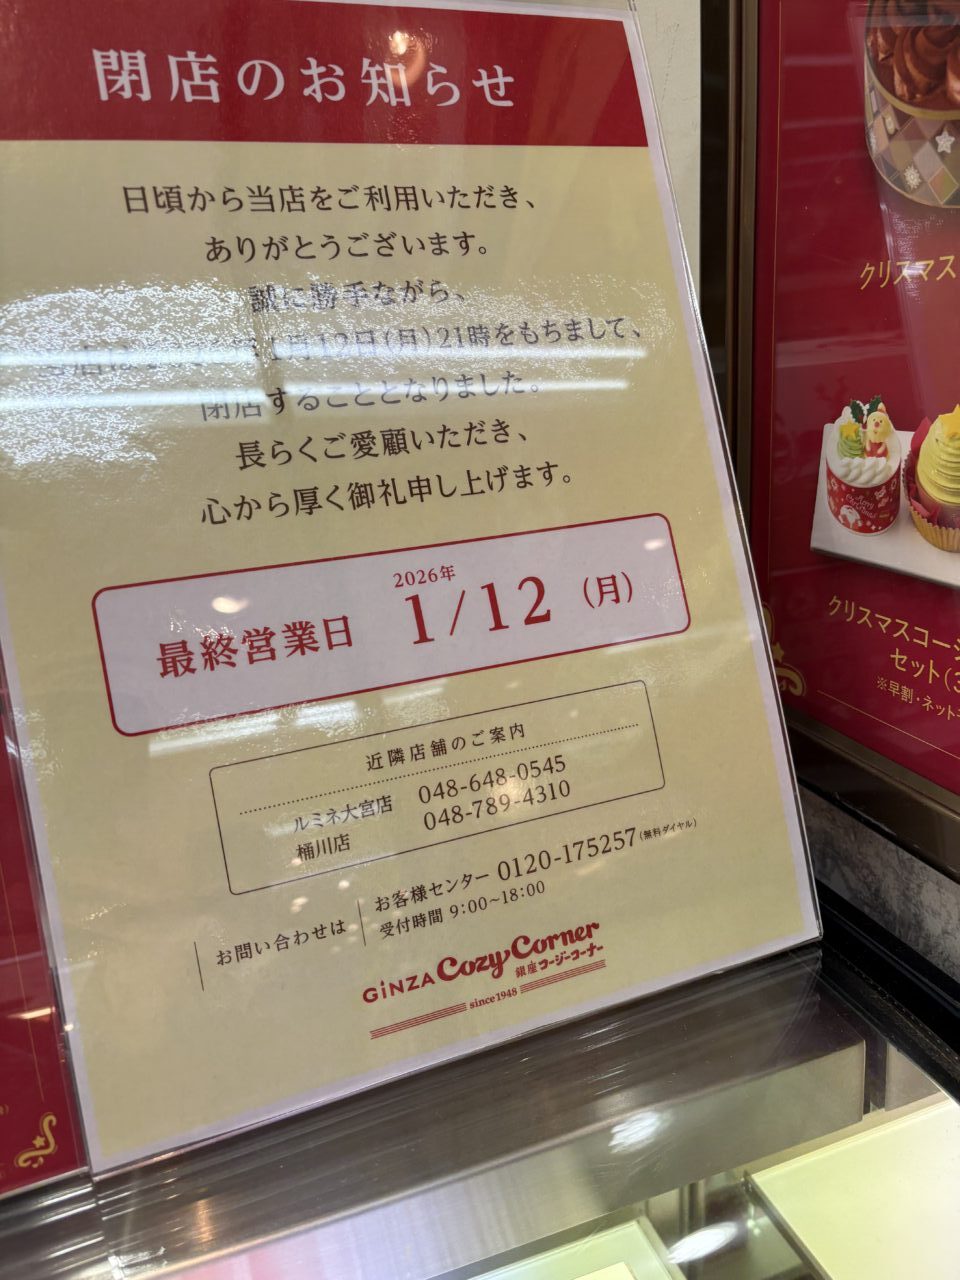 閉店のお知らせ
日頃から当店をご利用いただき、
ありがとうございます。
誠に勝手ながら、
1月12日(月)21時をもちまして、
閉店することとなりました。
長らくご愛顧いただき、
心から厚く御礼申し上げます。
最終営業日 2026年 1/12 (月)
近隣店舗のご案内
ルミネ大宮店 048-648-0545
桶川店 048-789-4310
お問い合わせは
お客様センター 0120-175257(無料ダイヤル)
受付時間 9:00~18:00
GiNZA Cozy Corner
銀座コージーコーナー
since1948
クリスマス
Merry Christmas
クリスマスコージ
セット(3
※早割・ネット